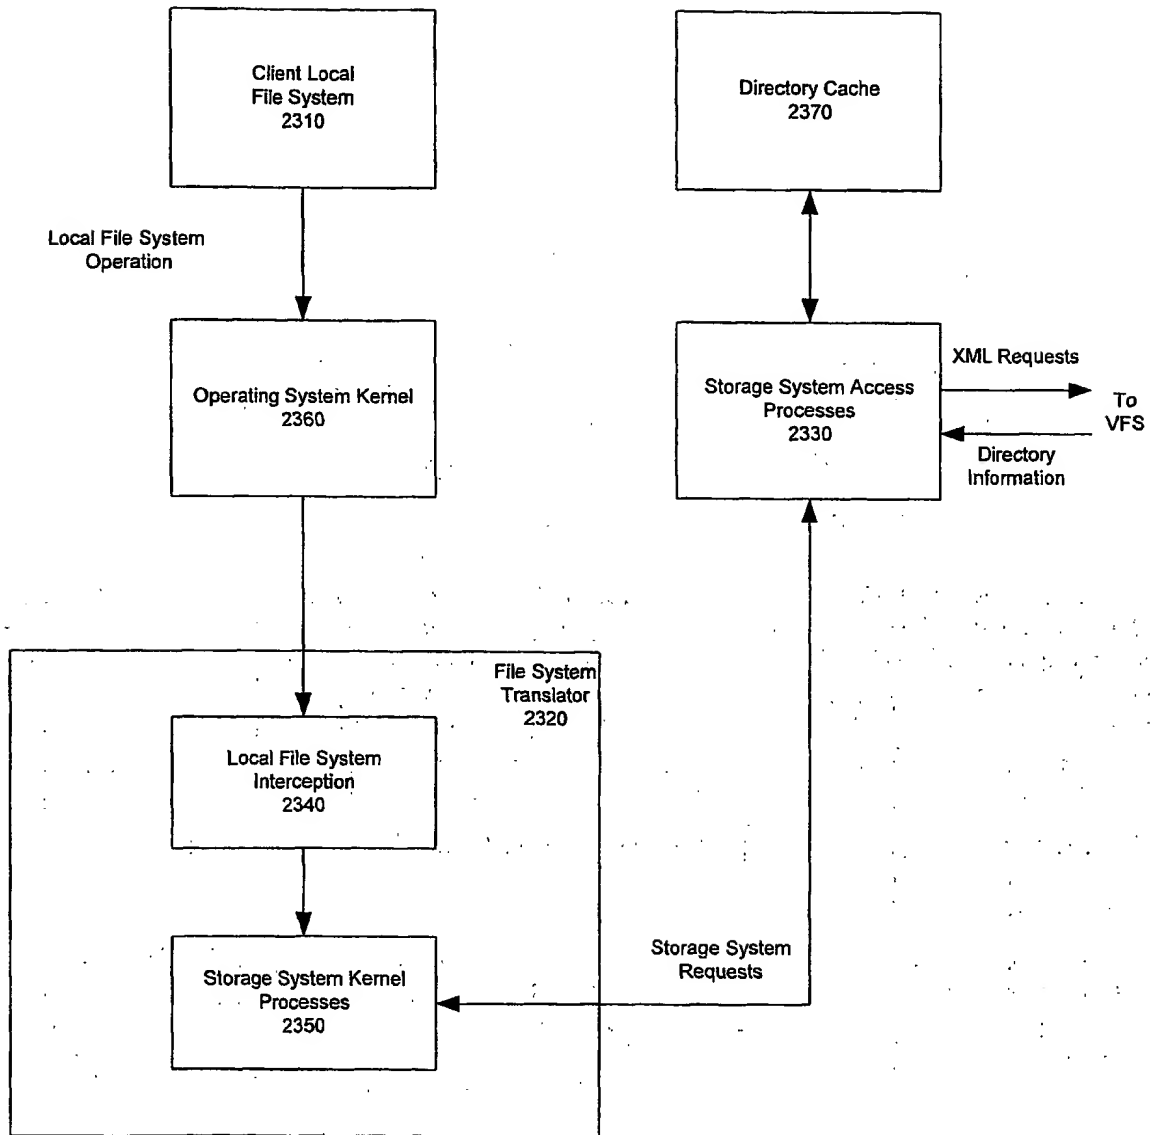 Client Local
File System
2310
Directory Cache
2370
Local File System
Operation
Operating System Kernel
2360
Storage System Access
Processes
2330
XML Requests
To
VFS
Directory
Information
File System
Translator
2320
Local File System
Interception
2340
Storage System Kernel
Processes
2350
Storage System
Requests